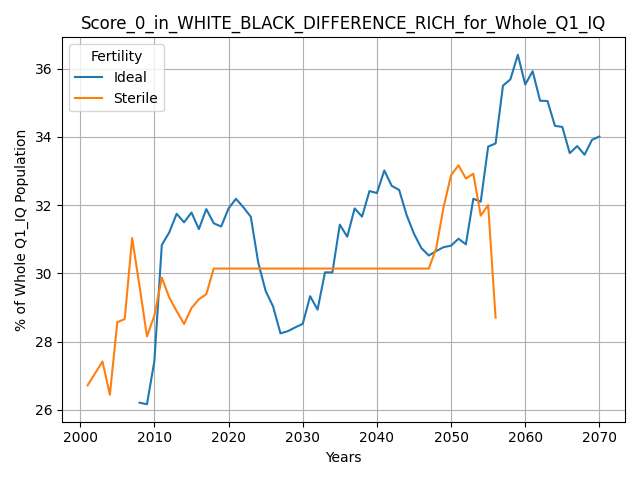 Score_0_in_WHITE_BLACK_DIFFERENCE_RICH_for_Whole_Q1_IQ
Fertility
Ideal
Sterile
36
34
32
30
28
26
% of Whole Q1_IQ Population
2000
2010
2020
2030
2040
2050
2060
2070
Years